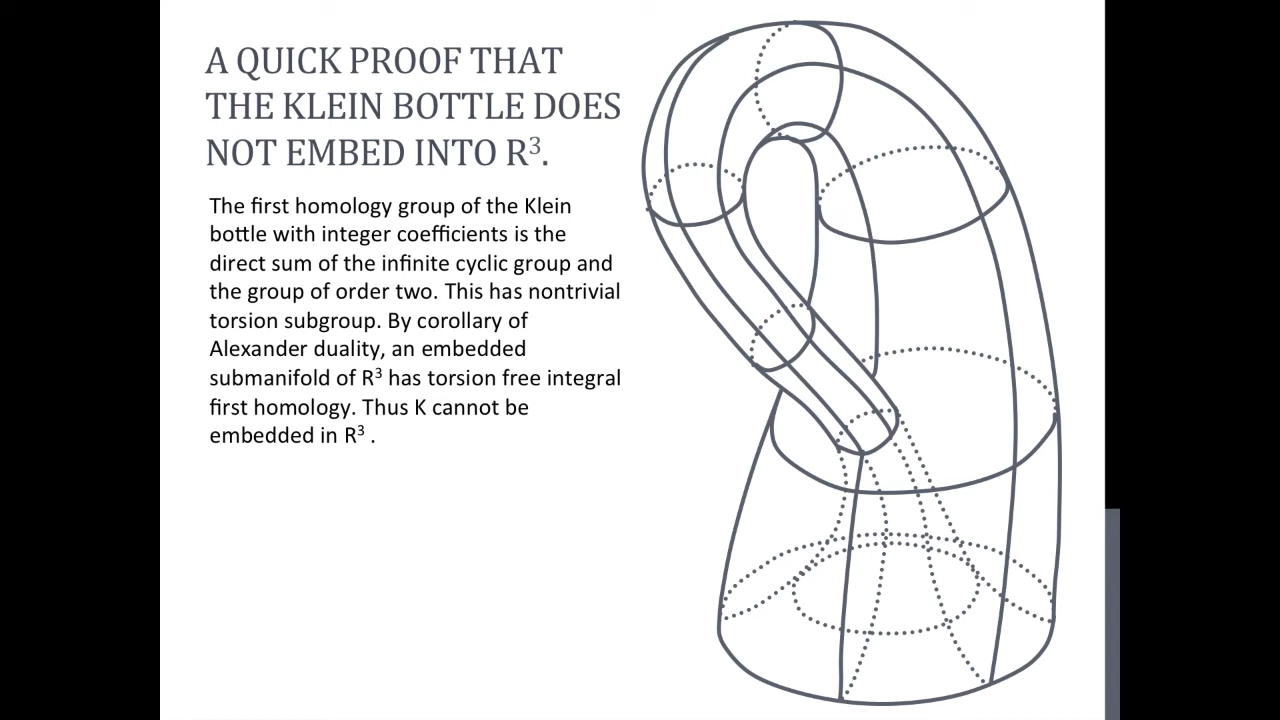 A QUICK PROOF THAT
THE KLEIN BOTTLE DOES
NOT EMBED INTO R³.
The first homology group of the Klein
bottle with integer coefficients is the
direct sum of the infinite cyclic group and
the group of order two. This has nontrivial
torsion subgroup. By corollary of
Alexander duality, an embedded
submanifold of R³ has torsion free integral
first homology. Thus K cannot be
embedded in R³ .